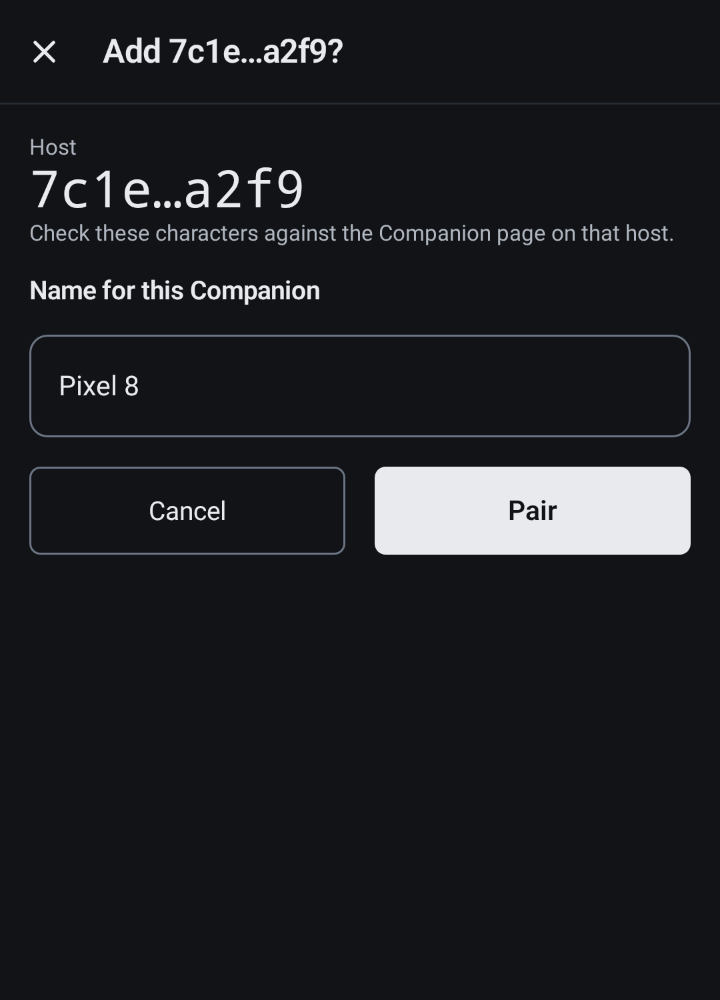 Add 7c1e…a2f9?
Host
7c1e…a2f9
Check these characters against the Companion page on that host.
Name for this Companion
Pixel 8
Cancel
Pair